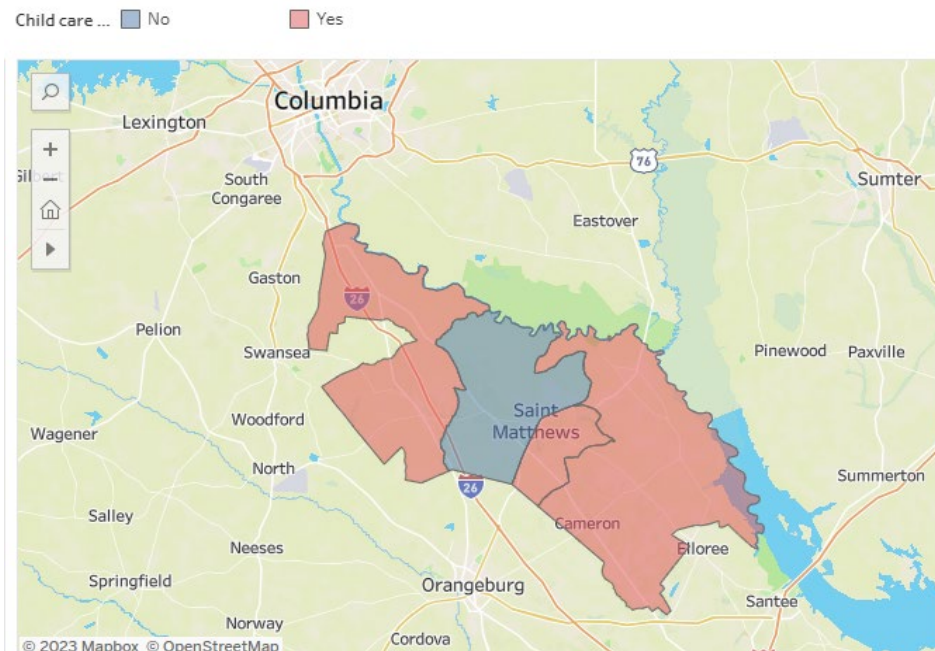 Child care ... No Yes
Columbia
Lexington
76
South
Congaree
Sumter
Eastover
Gaston
26
Pelion
Swansea
Pinewood
Paxville
Saint
Matthews
Woodford
Wagener
North
26
Summerton
Salley
Cameron
Neeses
Elloree
Springfield
Orangeburg
Santee
Norway
Cordova
© 2023 Mapbox © OpenStreetMap